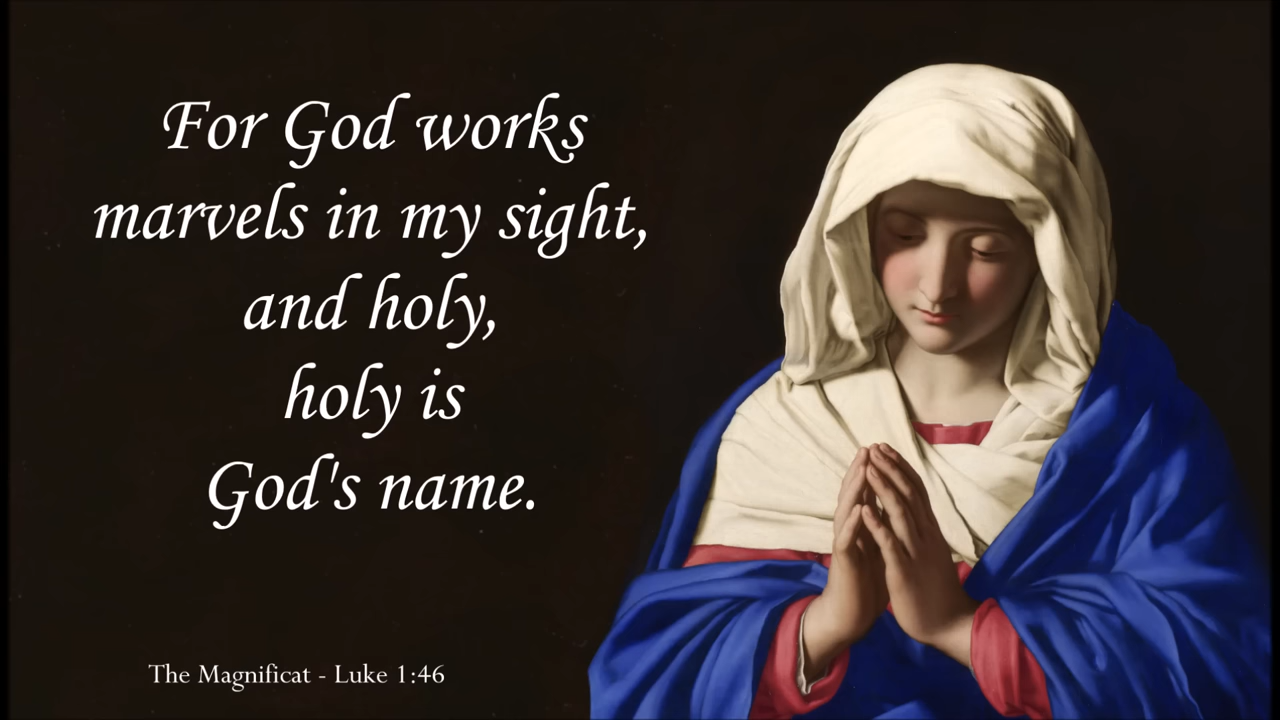 For God works
marvels in my sight,
and holy,
holy is
God's name.
The Magnificat - Luke 1:46